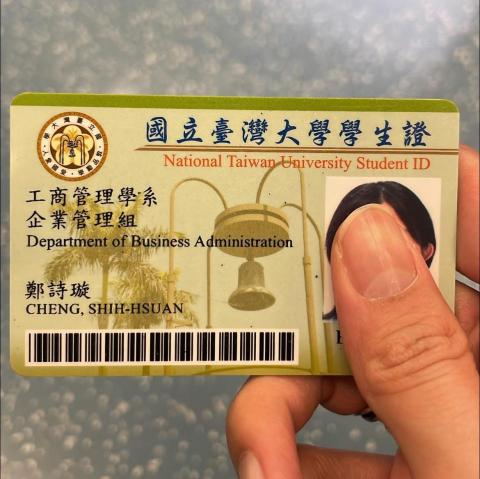 國立臺灣大學學生證
National Taiwan University Student ID
工商管理學系
企業管理組
Department of Business Administration
鄭詩璇
CHENG, SHIH-HSUAN